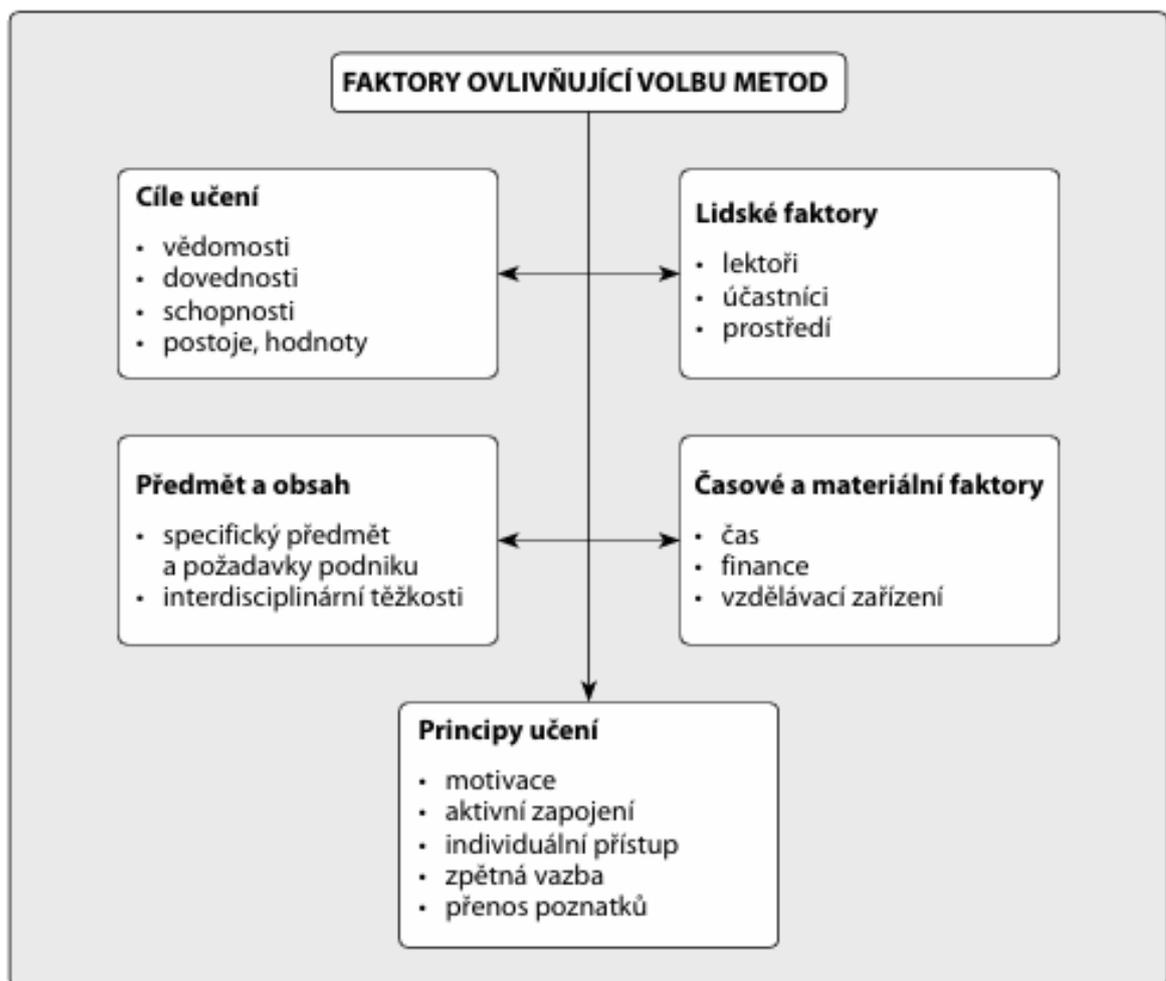 FAKTORY OVLIVŇUJÍCÍ VOLBU METOD
Cíle učení
• vědomosti
• dovednosti
• schopnosti
• postoje, hodnoty
Lidské faktory
• lektoři
• účastníci
• prostředí
Předmět a obsah
• specifický předmět
a požadavky podniku
• interdisciplinární těžkosti
Časové a materiální faktory
• čas
• finance
• vzdělávací zařízení
Principy učení
• motivace
• aktivní zapojení
• individuální přístup
• zpětná vazba
• přenos poznatků